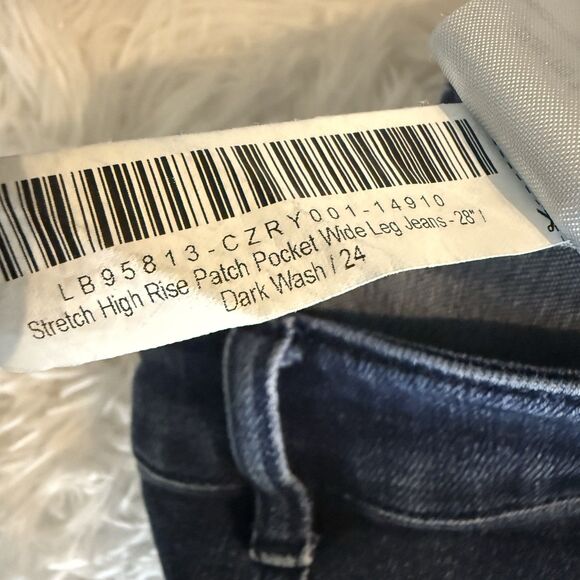 LB95813-CZRY001-14910
Stretch High Rise Patch Pocket Wide Leg Jeans - 28" |
Dark Wash / 24